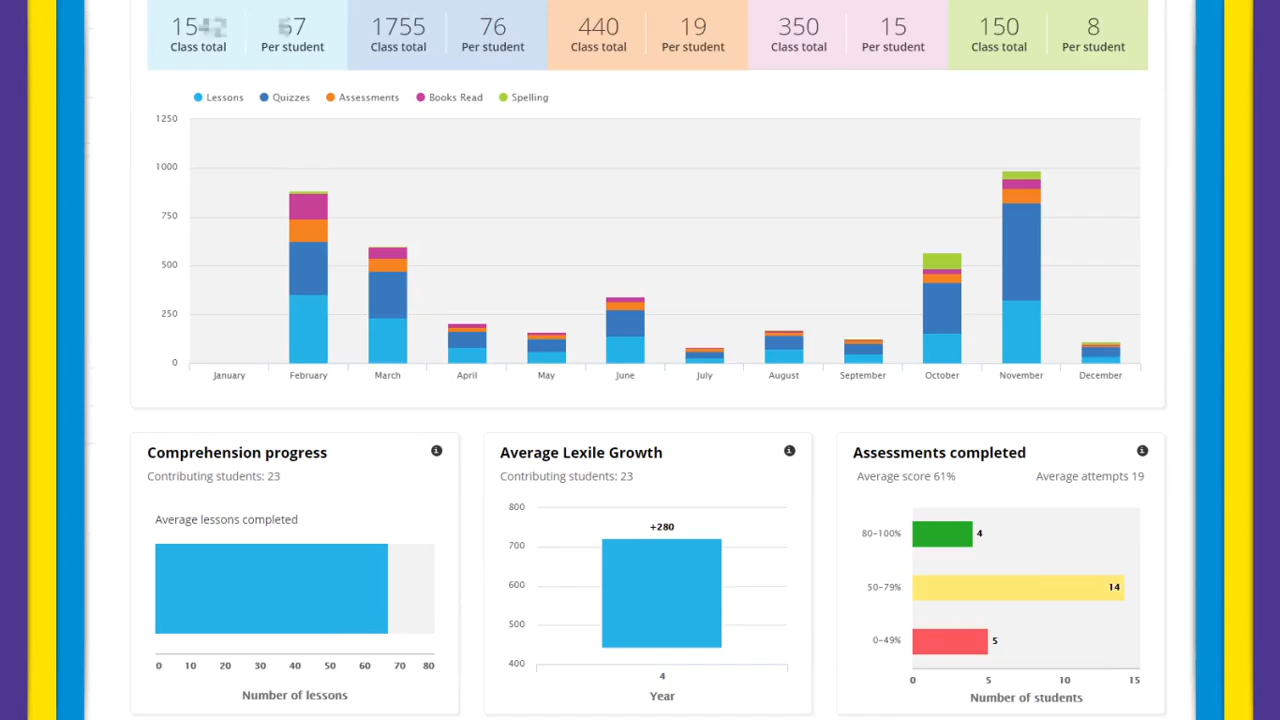 67 1755 76 440 19 350 15 150 8
Class total Per student Class total Per student Class total Per student Class total Per student Class total Per student
Lessons Quizzes Assessments Books Read Spelling
1250
1000
750
500
250
0
January February March April May June July August September October November December
Comprehension progress
Contributing students: 23
Average lessons completed
0 10 20 30 40 50 60 70 80
Number of lessons
Average Lexile Growth
Contributing students: 23
800
+280
700
600
500
400
4
Year
Assessments completed
Average score 61% Average attempts 19
80-100% 4
50-79% 14
0-49% 5
0 5 10 15
Number of students